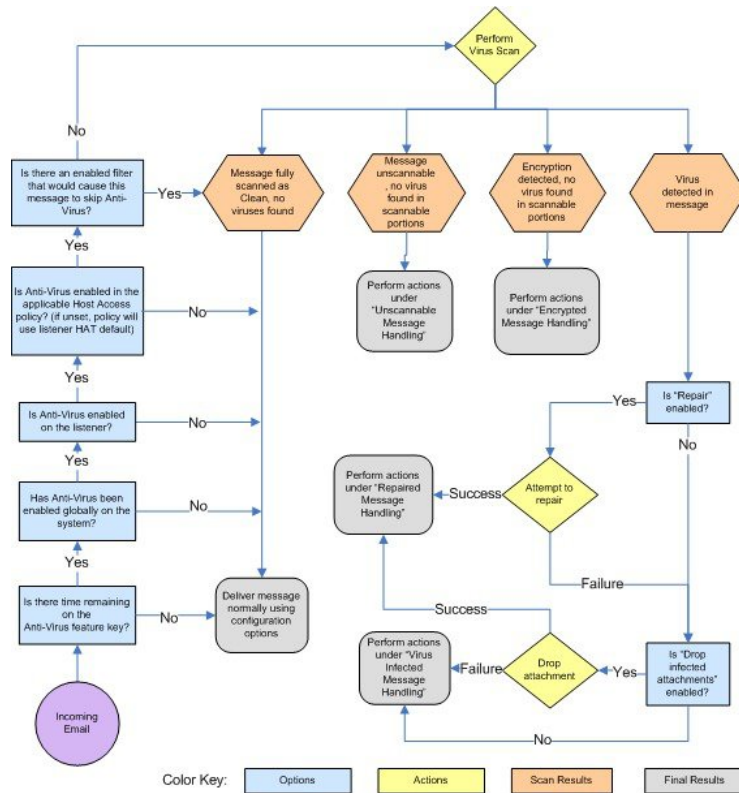 Perform
Virus Scan
No
Is there an enabled filter
that would cause this
message to skip Anti-
Virus?
Yes
Message fully
scanned as
Clean, no
viruses found
Message
unscannable
, no virus
found in
scannable
portions
Encryption
detected, no
virus found
in scannable
portions
Virus
detected in
message
Yes
Is Anti-Virus enabled in the
applicable Host Access
policy? (if unset, policy will
use listener HAT default)
No
Perform actions
under
“Unscannable
Message
Handling”
Perform actions
under “Encrypted
Message Handling”
Yes
Is Anti-Virus enabled
on the listener?
No
Is “Repair”
enabled?
Yes
No
Yes
Has Anti-Virus been
enabled globally on the
system?
No
Perform actions
under “Repaired
Message
Handling”
Success
Attempt to
repair
Yes
Failure
Is there time remaining
on the
Anti-Virus feature key?
No
Deliver message
normally using
configuration
options
Success
Perform actions
under “Virus
Infected
Message
Handling”
Failure
Drop
attachment
Yes
Is “Drop
infected
attachments”
enabled?
No
Incoming
Email
Color Key:
Options
Actions
Scan Results
Final Results